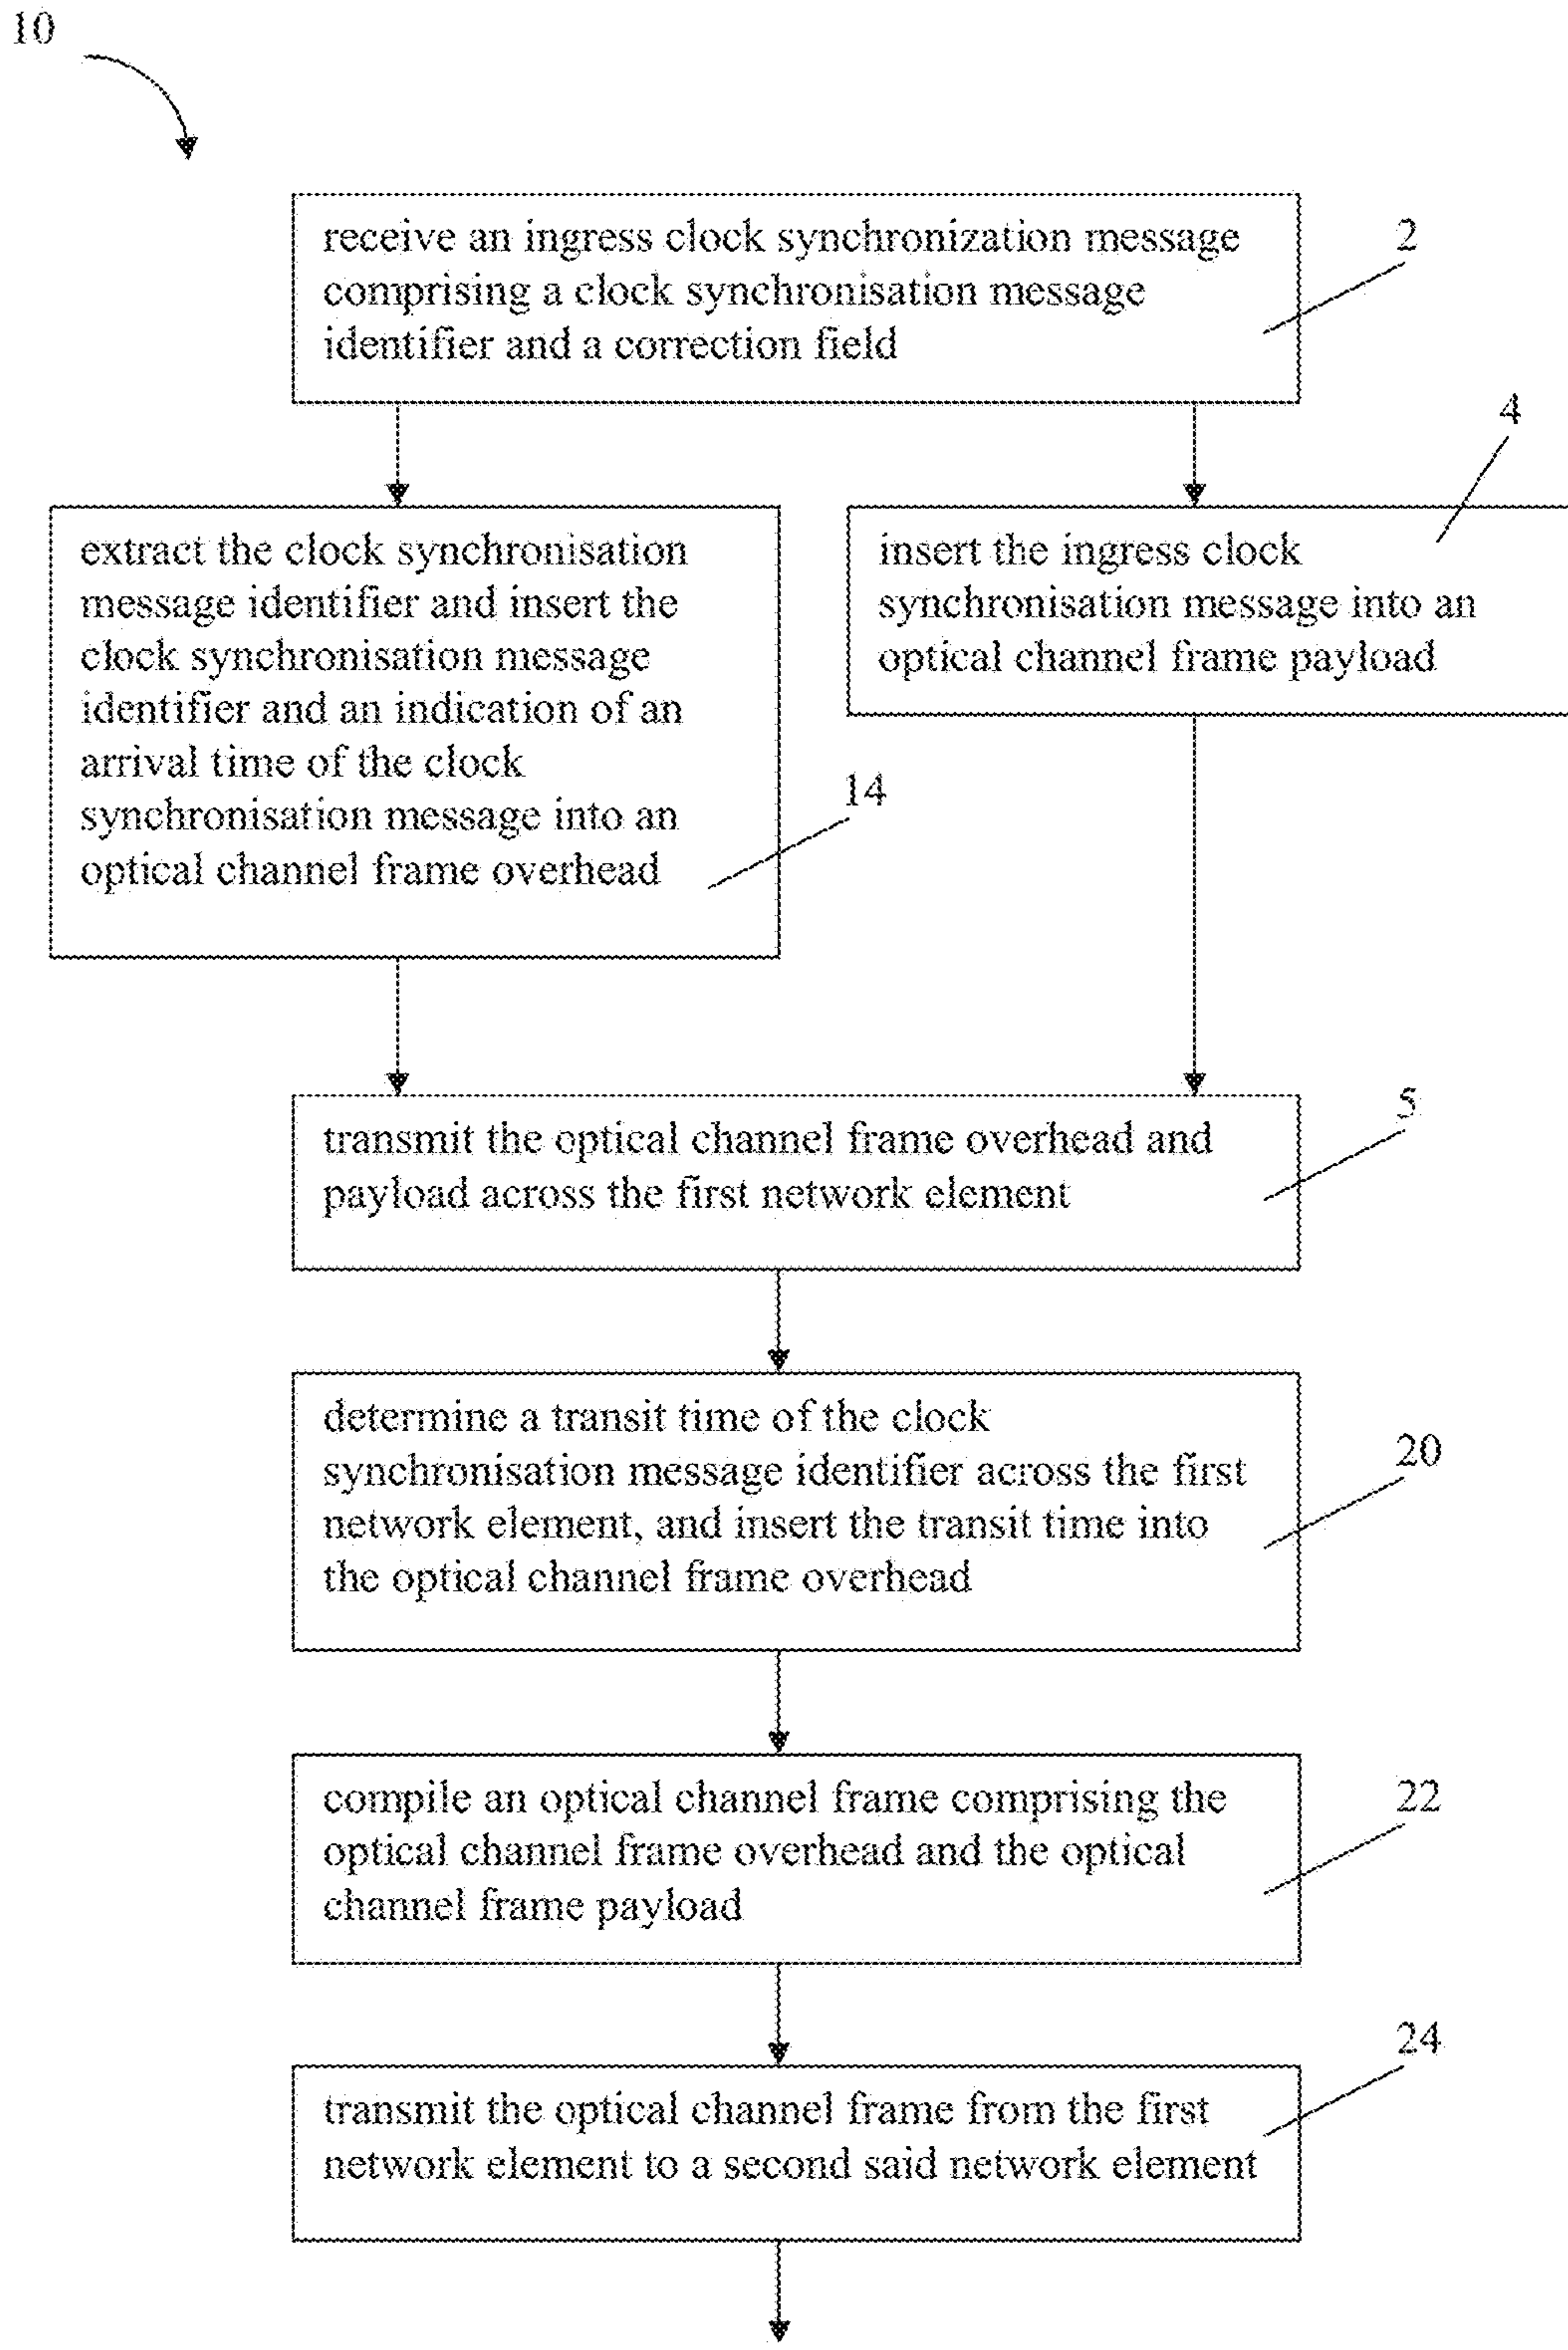 10
receive an ingress clock synchronization message
comprising a clock synchronisation message
identifier and a correction field
2
4
extract the clock synchronisation
message identifier and insert the
clock synchronisation message
identifier and an indication of an
arrival time of the clock
synchronisation message into an
optical channel frame overhead
14
insert the ingress clock
synchronisation message into an
optical channel frame payload
transmit the optical channel frame overhead and
payload across the first network element
5
determine a transit time of the clock
synchronisation message identifier across the first
network element, and insert the transit time into
the optical channel frame overhead
20
compile an optical channel frame comprising the
optical channel frame overhead and the optical
channel frame payload
22
transmit the optical channel frame from the first
network element to a second said network element
24